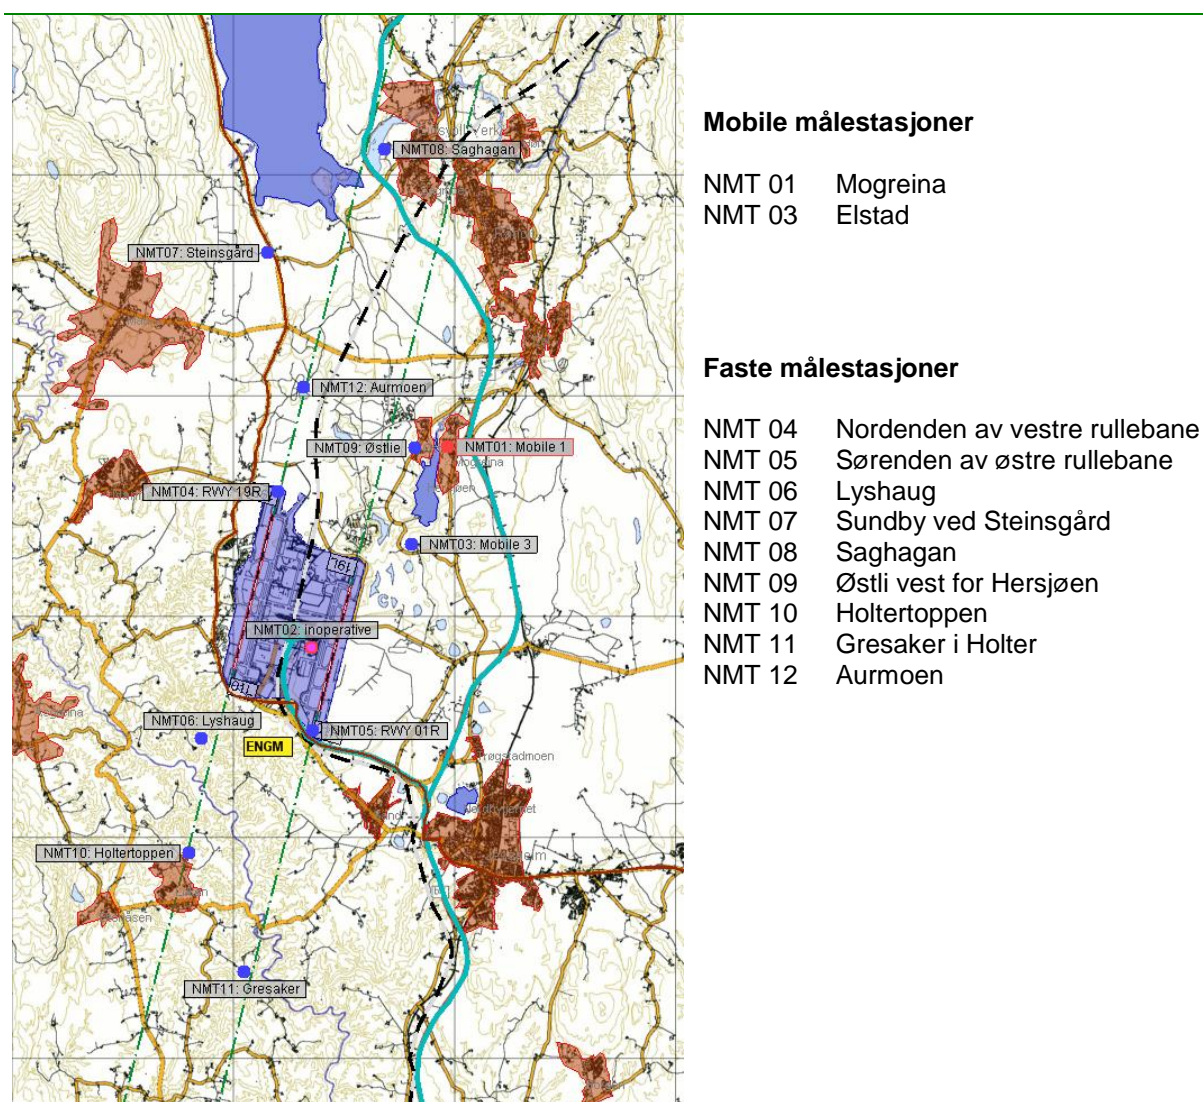 NMT08: Saghagan
NMT07: Steinsgård
NMT12: Aurmoen
NMT09: Østlie
NMT01: Mobile 1
Mogreina
NMT04: RWY 19R
NMT03: Mobile 3
19L
NMT02: inoperative
NMT06: Lyshaug
NMT05: RWY 01R
ENGM
NMT10: Holtertoppen
NMT11: Gresaker
Mobile målestasjoner
NMT 01 Mogreina
NMT 03 Elstad
Faste målestasjoner
NMT 04 Nordenden av vestre rullebane
NMT 05 Sørenden av østre rullebane
NMT 06 Lyshaug
NMT 07 Sundby ved Steinsgård
NMT 08 Saghagan
NMT 09 Østli vest for Hersjøen
NMT 10 Holtertoppen
NMT 11 Gresaker i Holter
NMT 12 Aurmoen